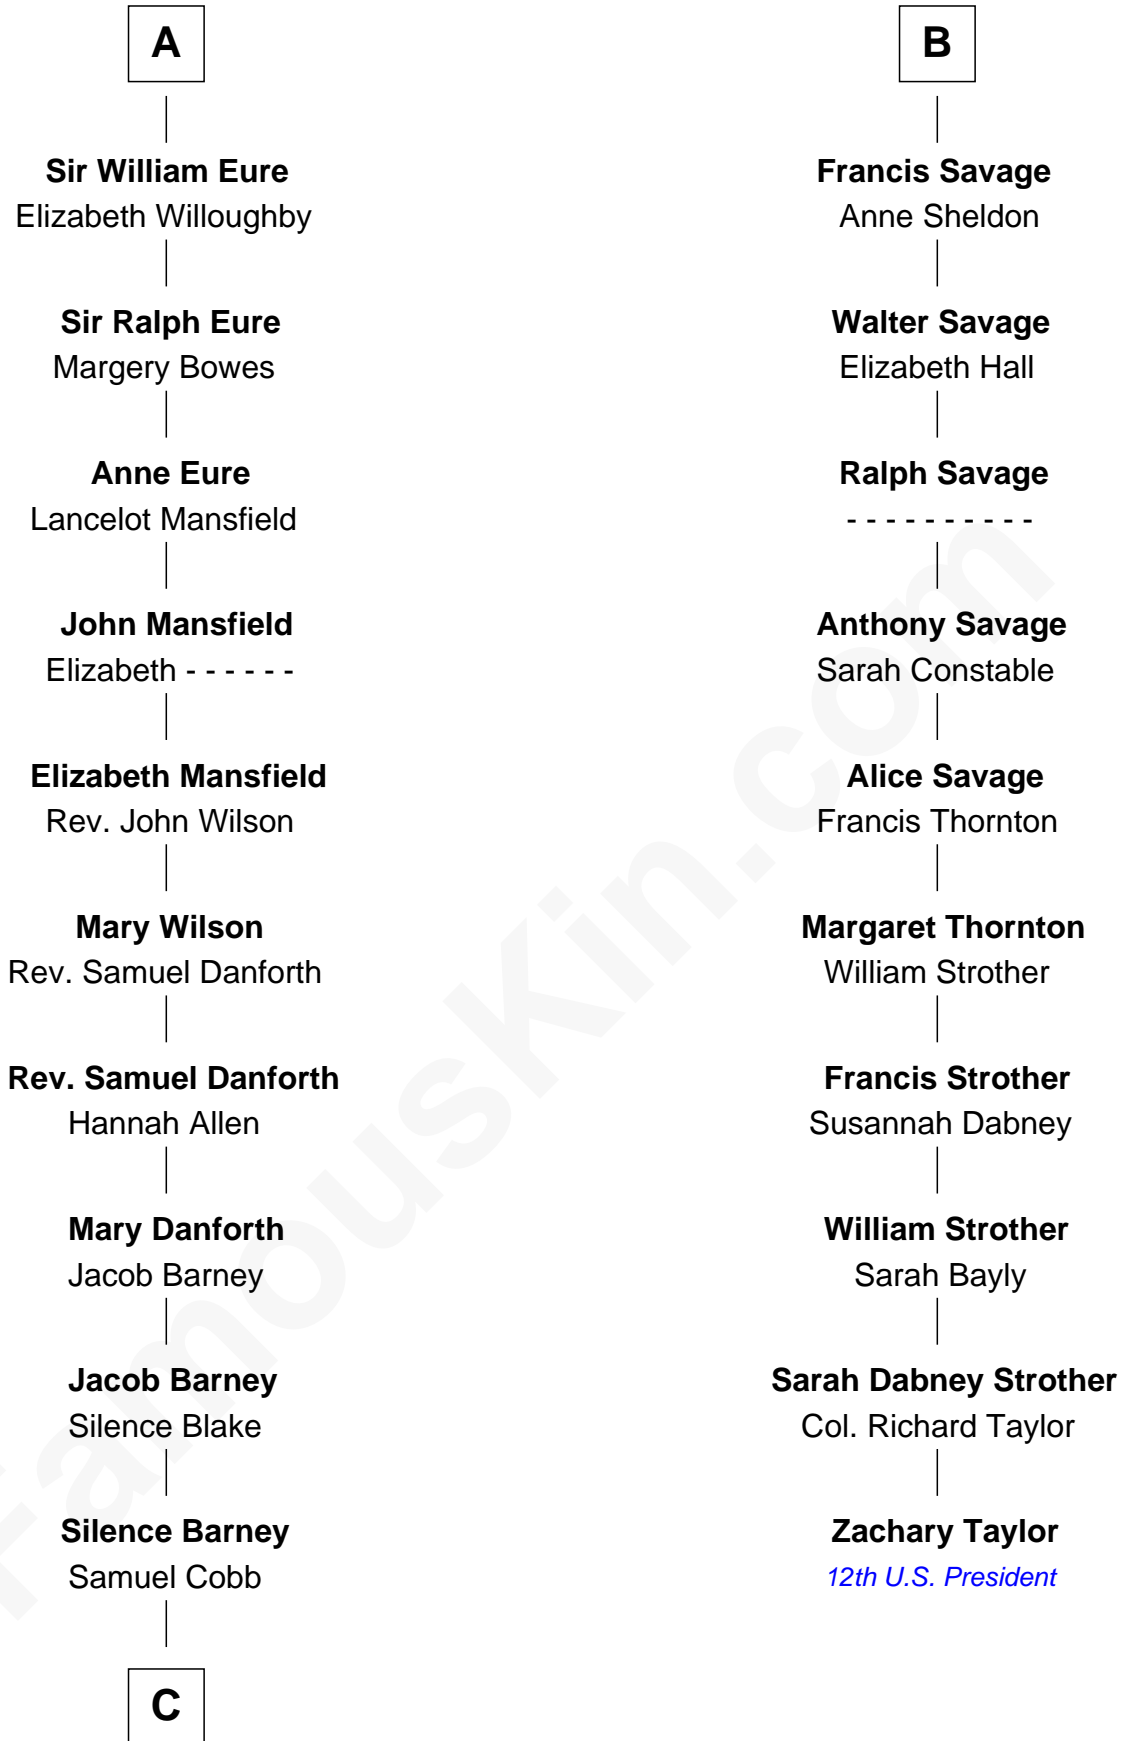 A
Sir William Eure
Elizabeth Willoughby
Sir Ralph Eure
Margery Bowes
Anne Eure
Lancelot Mansfield
John Mansfield
Elizabeth - - - - - -
Elizabeth Mansfield
Rev. John Wilson
Mary Wilson
Rev. Samuel Danforth
Rev. Samuel Danforth
Hannah Allen
Mary Danforth
Jacob Barney
Jacob Barney
Silence Blake
Silence Barney
Samuel Cobb
C
B
Francis Savage
Anne Sheldon
Walter Savage
Elizabeth Hall
Ralph Savage
- - - - - - - - - -
Anthony Savage
Sarah Constable
Alice Savage
Francis Thornton
Margaret Thornton
William Strother
Francis Strother
Susannah Dabney
William Strother
Sarah Bayly
Sarah Dabney Strother
Col. Richard Taylor
Zachary Taylor
12th U.S. President
FamousKin.com